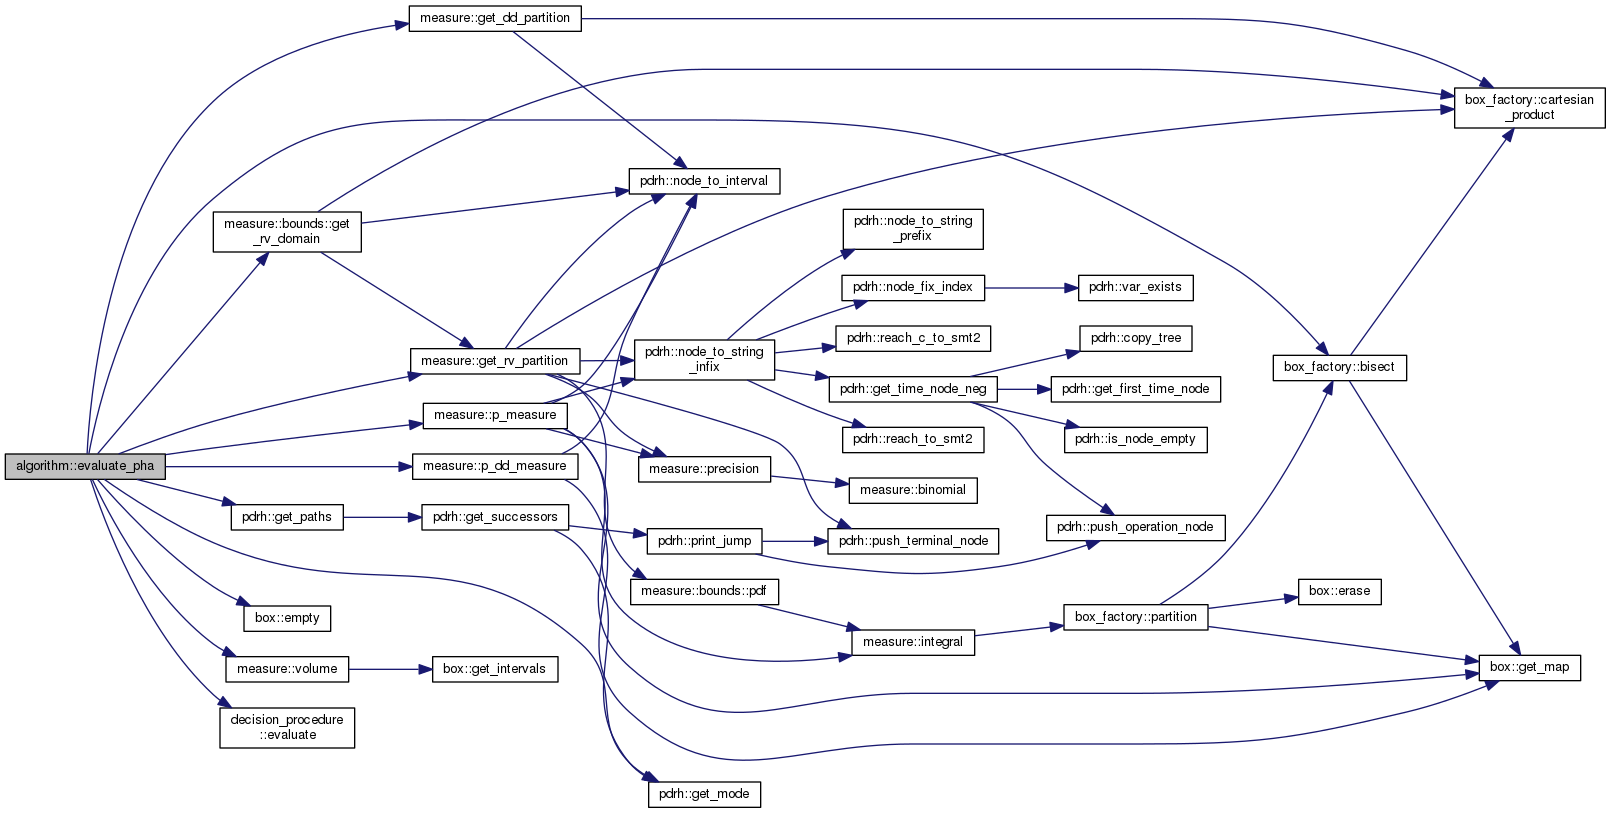 measure::get_dd_partition
box_factory::cartesian
_product
pdrh::node_to_interval
measure::bounds::get
_rv_domain
pdrh::node_to_string
_prefix
pdrh::node_fix_index
pdrh::var_exists
pdrh::reach_c_to_smt2
pdrh::copy_tree
measure::get_rv_partition
pdrh::node_to_string
_infix
box_factory::bisect
pdrh::get_time_node_neg
pdrh::get_first_time_node
measure::p_measure
pdrh::reach_to_smt2
pdrh::is_node_empty
algorithm::evaluate_pha
measure::p_dd_measure
measure::precision
measure::binomial
pdrh::get_paths
pdrh::get_successors
pdrh::print_jump
pdrh::push_terminal_node
pdrh::push_operation_node
measure::bounds::pdf
box::erase
box::empty
box_factory::partition
measure::integral
measure::volume
box::get_intervals
box::get_map
decision_procedure
::evaluate
pdrh::get_mode